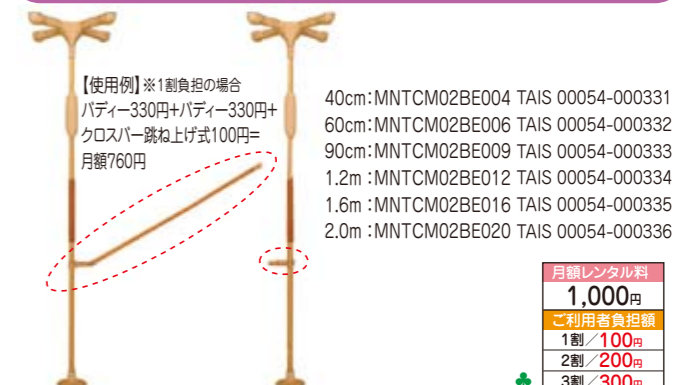 【使用例】※1割負担の場合
バディー330円+バディー330円+
クロスバー跳ね上げ式100円=
月額760円
40cm:MNTCM02BE004 TAIS 00054-000331
60cm:MNTCM02BE006 TAIS 00054-000332
90cm:MNTCM02BE009 TAIS 00054-000333
1.2m:MNTCM02BE012 TAIS 00054-000334
1.6m:MNTCM02BE016 TAIS 00054-000335
2.0m:MNTCM02BE020 TAIS 00054-000336
月額レンタル料
1,000円
ご利用者負担額
1割/100円
2割/200円
3割/300円